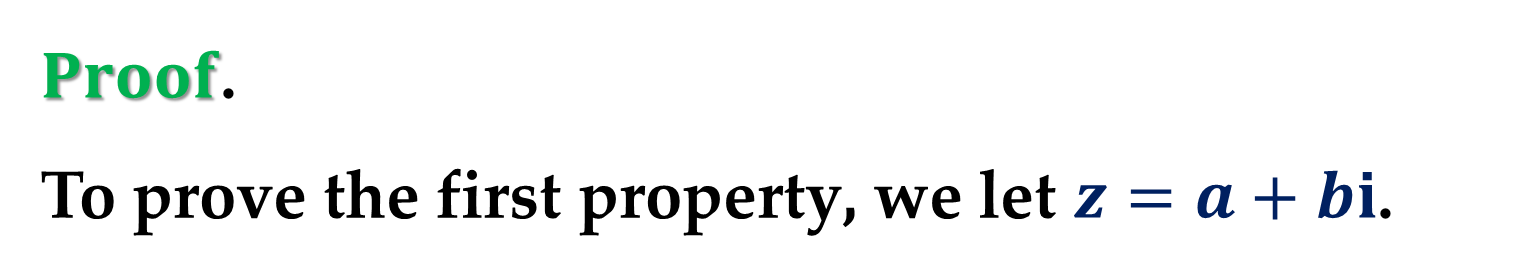 Proof.
To prove the first property, we let z = a + bi.